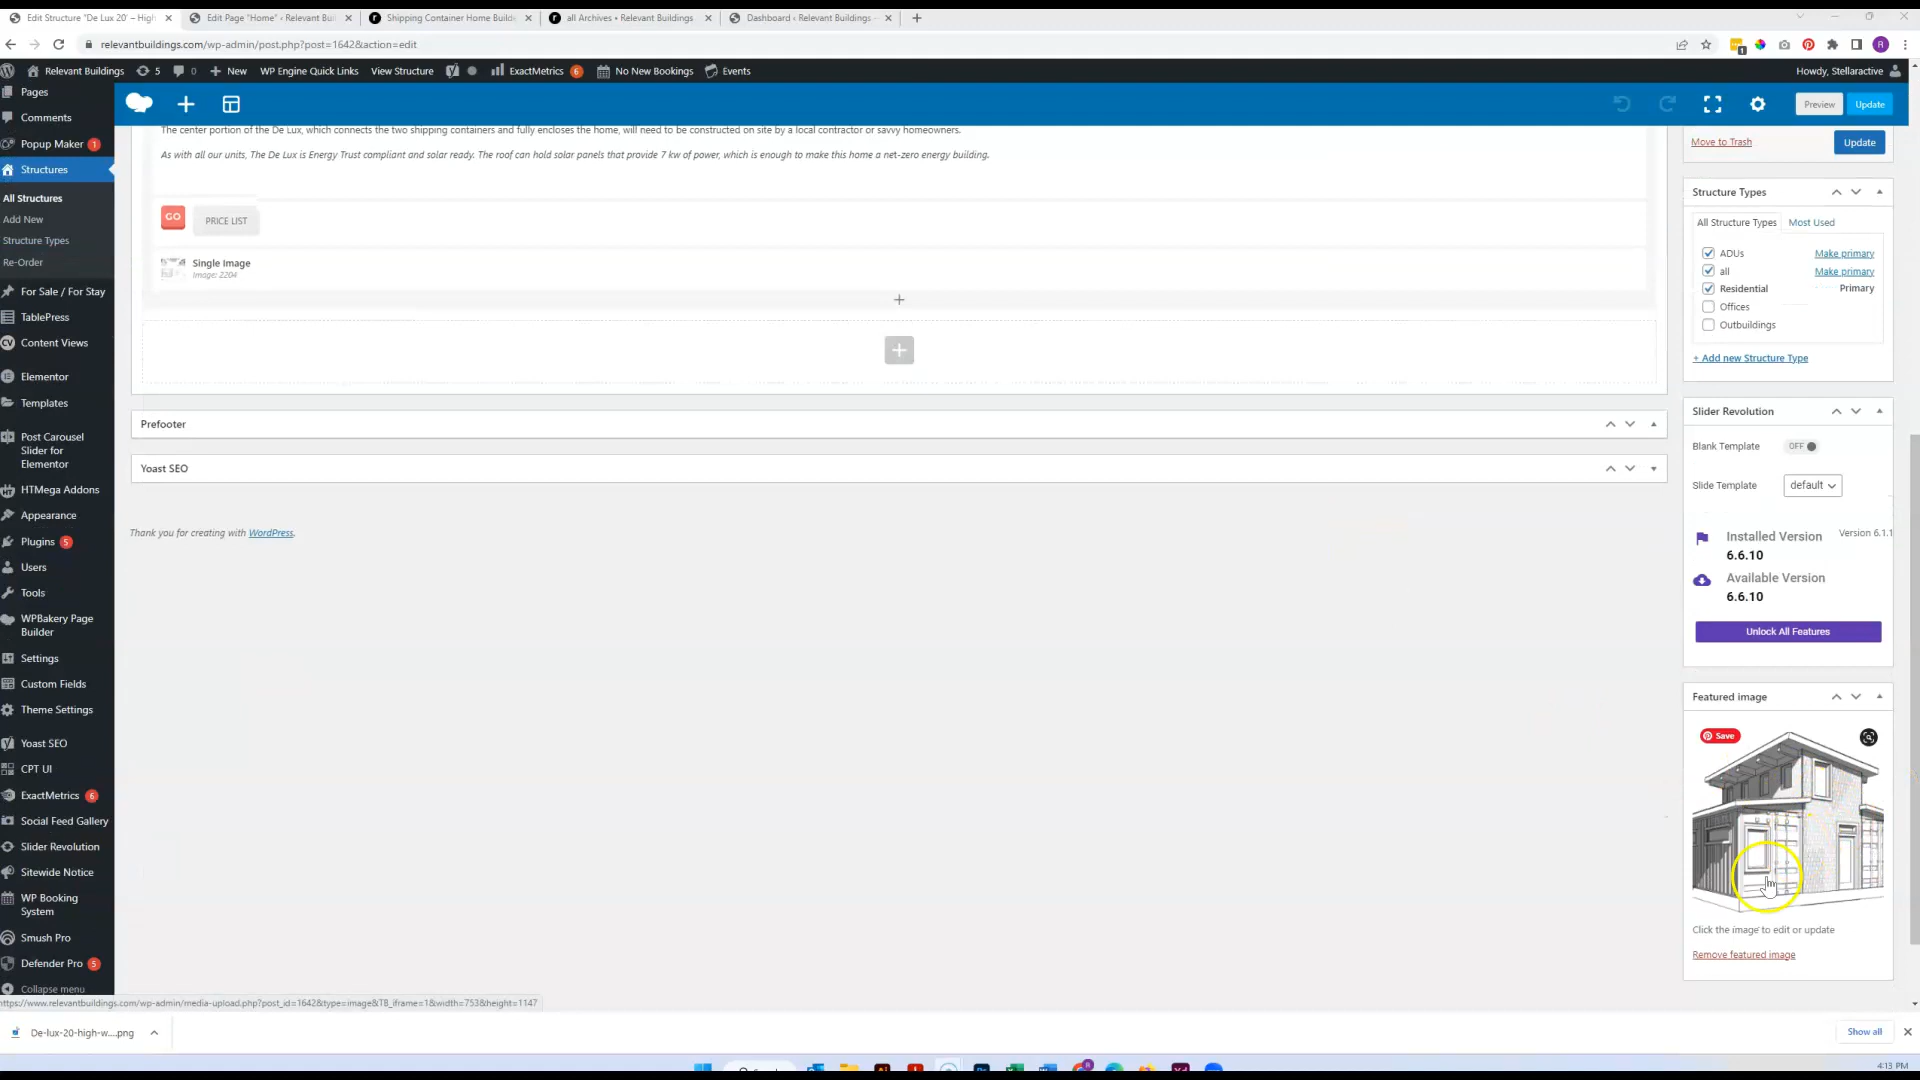 Edit Structure "De Lux 20' – High
Edit Page "Home" ‹ Relevant Bui
Shipping Container Home Builde
all Archives • Relevant Buildings
Dashboard ‹ Relevant Buildings –
relevantbuildings.com/wp-admin/post.php?post=1642&action=edit
Relevant Buildings
5
0
New
WP Engine Quick Links
View Structure
ExactMetrics
6
No New Bookings
Events
Howdy, Stellaractive
Preview
Update
Pages
Comments
Popup Maker 1
Structures
All Structures
Add New
Structure Types
Re-Order
For Sale / For Stay
TablePress
Content Views
Elementor
Templates
Post Carousel
Slider for
Elementor
HTMega Addons
Appearance
Plugins 5
Users
Tools
WPBakery Page
Builder
Settings
Custom Fields
Theme Settings
Yoast SEO
CPT UI
ExactMetrics 6
Social Feed Gallery
Slider Revolution
Sitewide Notice
WP Booking
System
Smush Pro
Defender Pro 5
Collapse menu
The center portion of the De Lux, which connects the two shipping containers and fully encloses the home, will need to be constructed on site by a local contractor or savvy homeowners.
As with all our units, The De Lux is Energy Trust compliant and solar ready. The roof can hold solar panels that provide 7 kw of power, which is enough to make this home a net-zero energy building.
GO
PRICE LIST
Single Image
Image: 2204
Prefooter
Yoast SEO
Thank you for creating with WordPress.
Move to Trash
Update
Structure Types
All Structure Types
Most Used
ADUs
Make primary
all
Make primary
Residential
Primary
Offices
Outbuildings
+ Add new Structure Type
Slider Revolution
Blank Template
OFF
Slide Template
default
Version 6.1.1
Installed Version
6.6.10
Available Version
6.6.10
Unlock All Features
Featured image
Save
Click the image to edit or update
Remove featured image
https://www.relevantbuildings.com/wp-admin/media-upload.php?post_id=1642&type=image&TB_iframe=1&width=753&height=1147
De-lux-20-high-w....png
Show all
4:13 PM